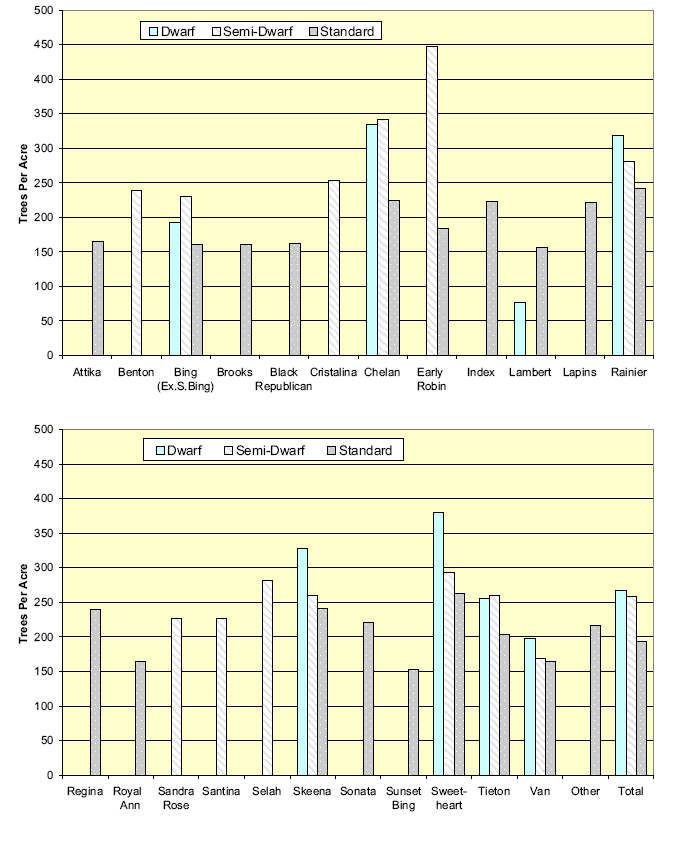 500
Dwarf Semi-Dwarf Standard
450
400
350
300
250
200
150
100
50
0
Trees Per Acre
Attika Benton Bing Brooks Black Cristalina Chelan Early Index Lambert Lapins Rainier
(Ex.S.Bing) Republican Robin
500
Dwarf Semi-Dwarf Standard
450
400
350
300
250
200
150
100
50
0
Trees Per Acre
Regina Royal Sandra Santina Selah Skeena Sonata Sunset Sweet- Tieton Van Other Total
Ann Rose Bing heart